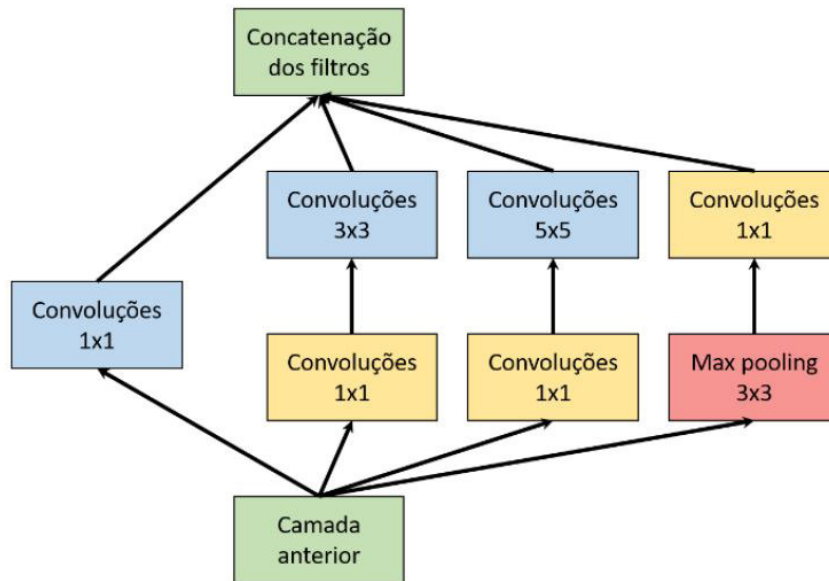 Concatenação
dos filtros
Convoluções
3x3
Convoluções
5x5
Convoluções
1x1
Convoluções
1x1
Convoluções
1x1
Convoluções
1x1
Max pooling
3x3
Camada
anterior